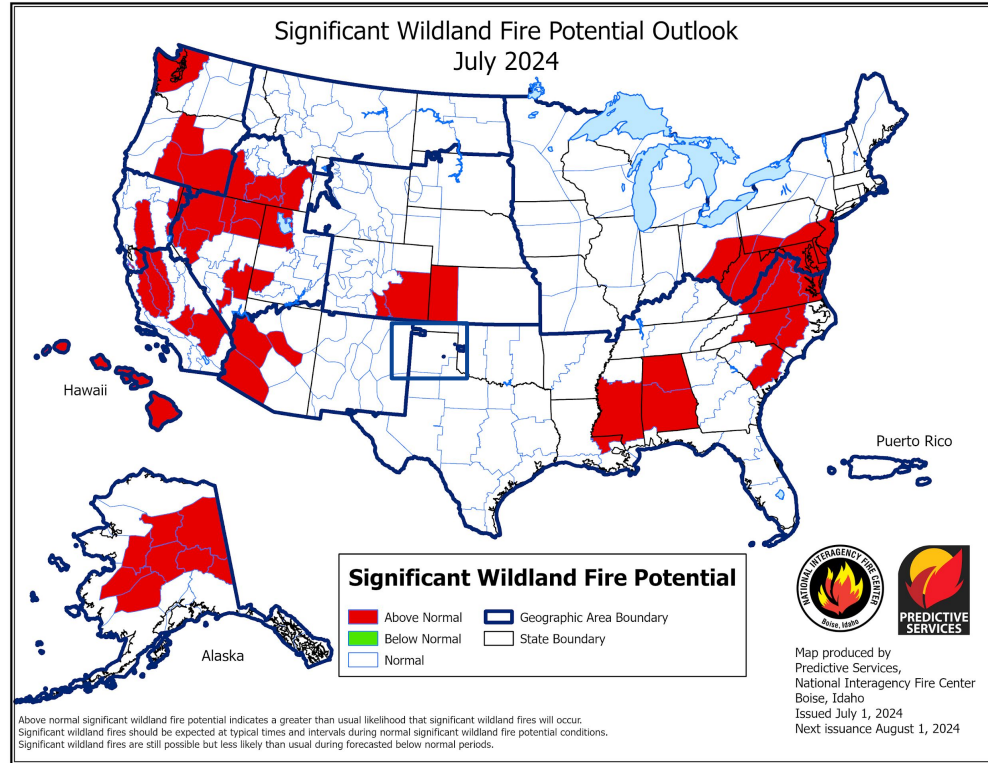 Significant Wildland Fire Potential Outlook
July 2024
Hawaii
Puerto Rico
Alaska
Significant Wildland Fire Potential
Above Normal
Below Normal
Normal
Geographic Area Boundary
State Boundary
NATIONAL INTERAGENCY FIRE CENTER
Boise, Idaho
PREDICTIVE
SERVICES
Map produced by
Predictive Services,
National Interagency Fire Center
Boise, Idaho
Issued July 1, 2024
Next issuance August 1, 2024
Above normal significant wildland fire potential indicates a greater than usual likelihood that significant wildland fires will occur.
Significant wildland fires should be expected at typical times and intervals during normal significant wildland fire potential conditions.
Significant wildland fires are still possible but less likely than usual during forecasted below normal periods.